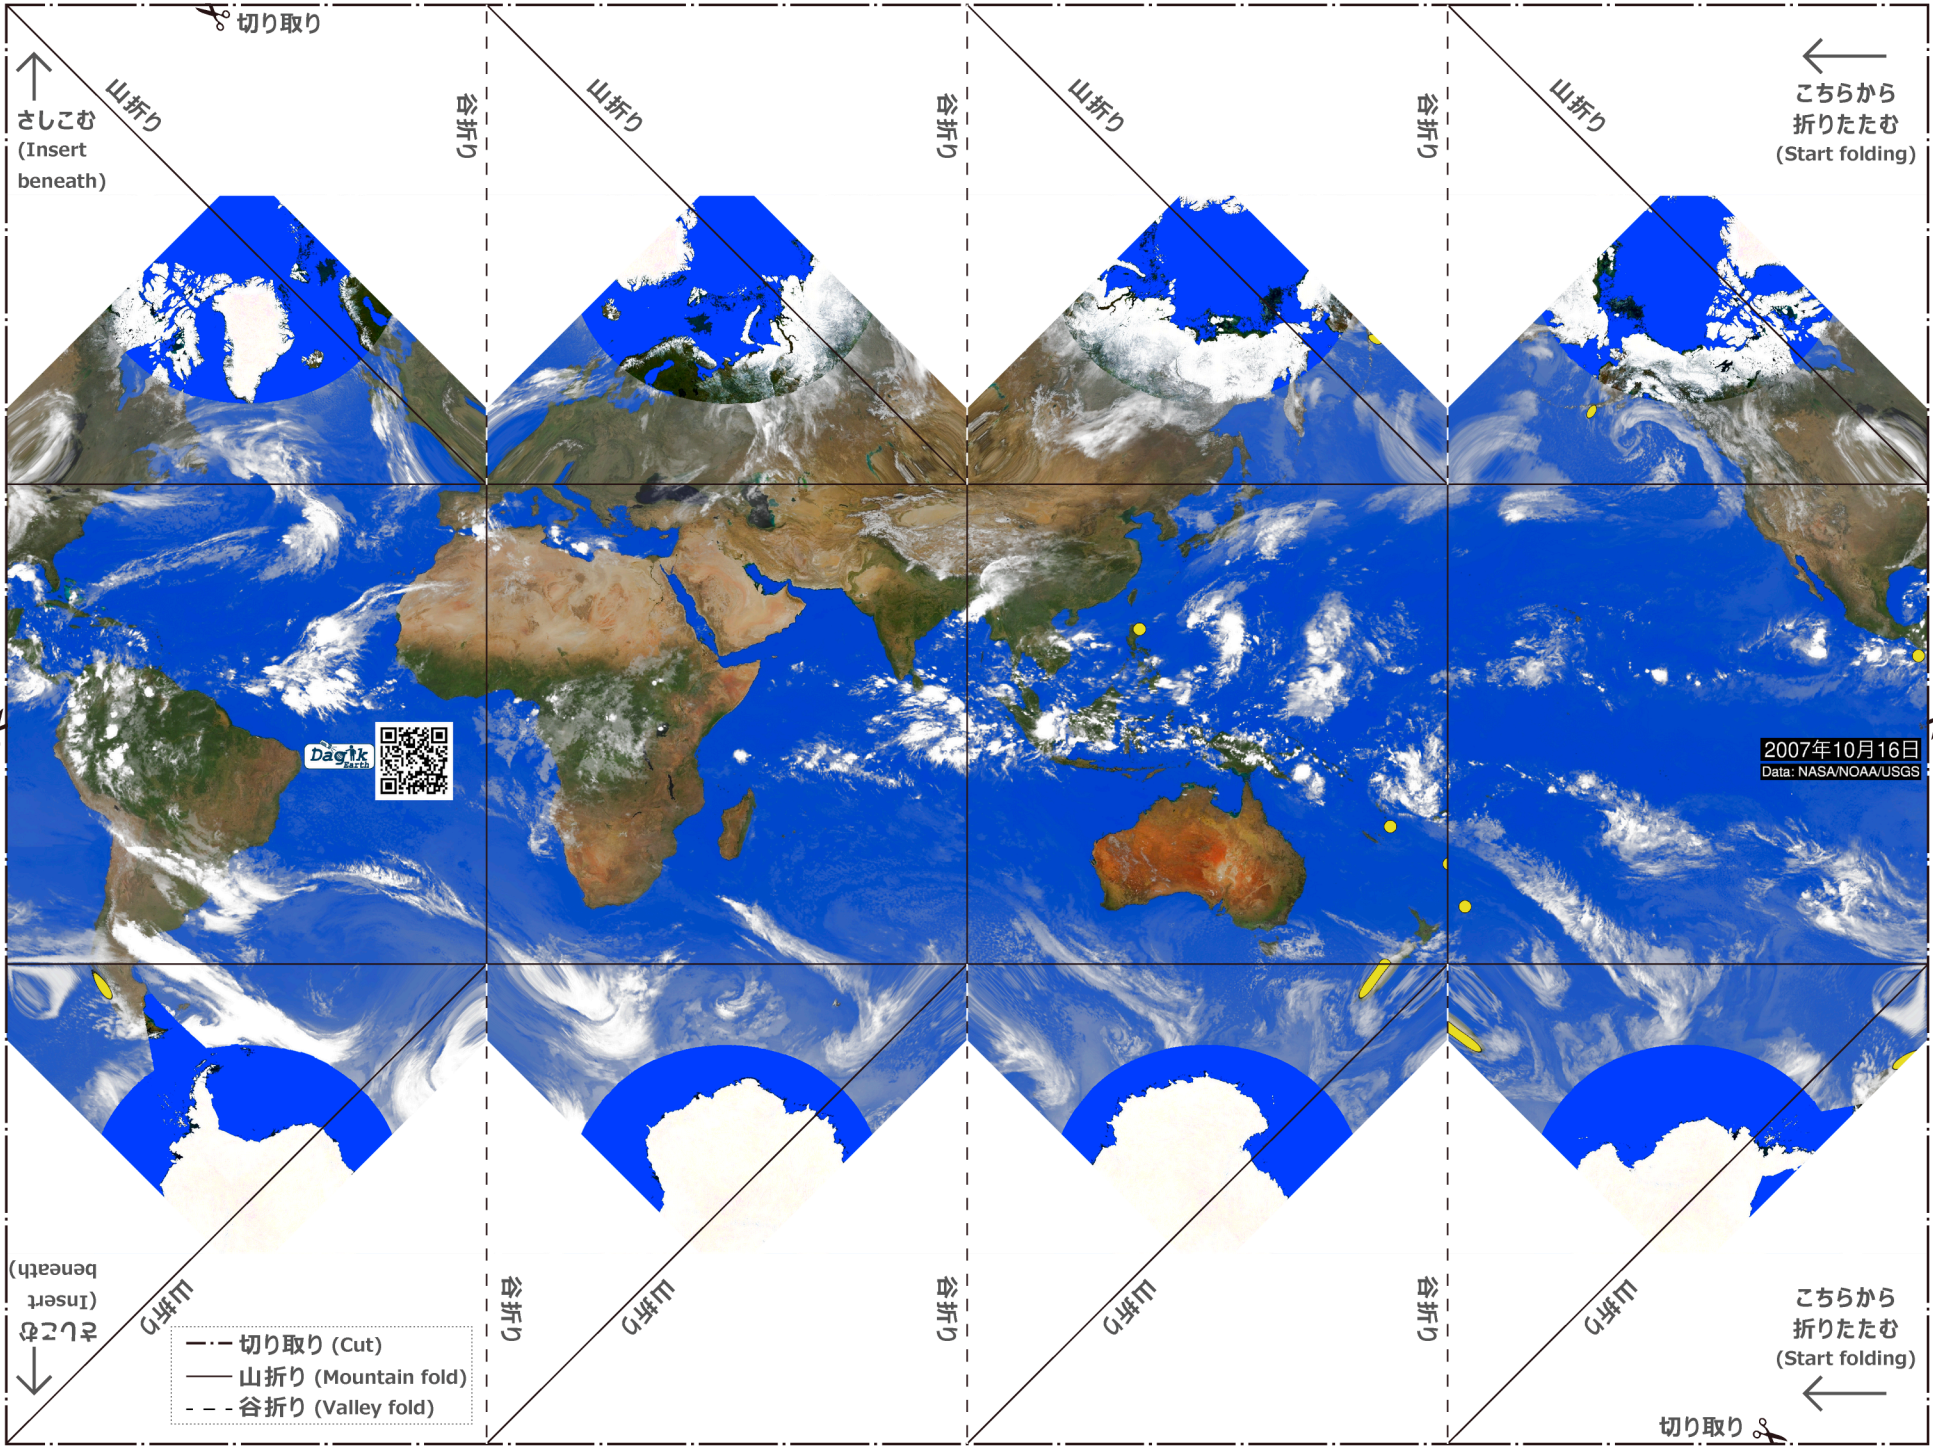 切り取り
山折り
谷折り
山折り
谷折り
山折り
谷折り
山折り
さしこむ
(Insert
beneath)
こちらから
折りたたむ
(Start folding)
Dagik
Earth
2007年10月16日
Data: NASA/NOAA/USGS
さしこむ
(Insert
beneath)
山折り
谷折り
山折り
谷折り
山折り
谷折り
山折り
こちらから
折りたたむ
(Start folding)
切り取り (Cut)
山折り (Mountain fold)
谷折り (Valley fold)
切り取り